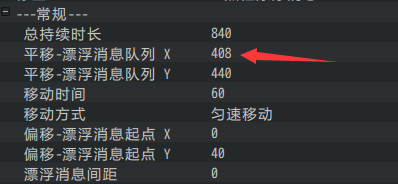 ---常规---
总持续时长 840
平移-漂浮消息队列 X 408
平移-漂浮消息队列 Y 440
移动时间 60
移动方式 匀速移动
偏移-漂浮消息起点 X 0
偏移-漂浮消息起点 Y 40
漂浮消息间距 0